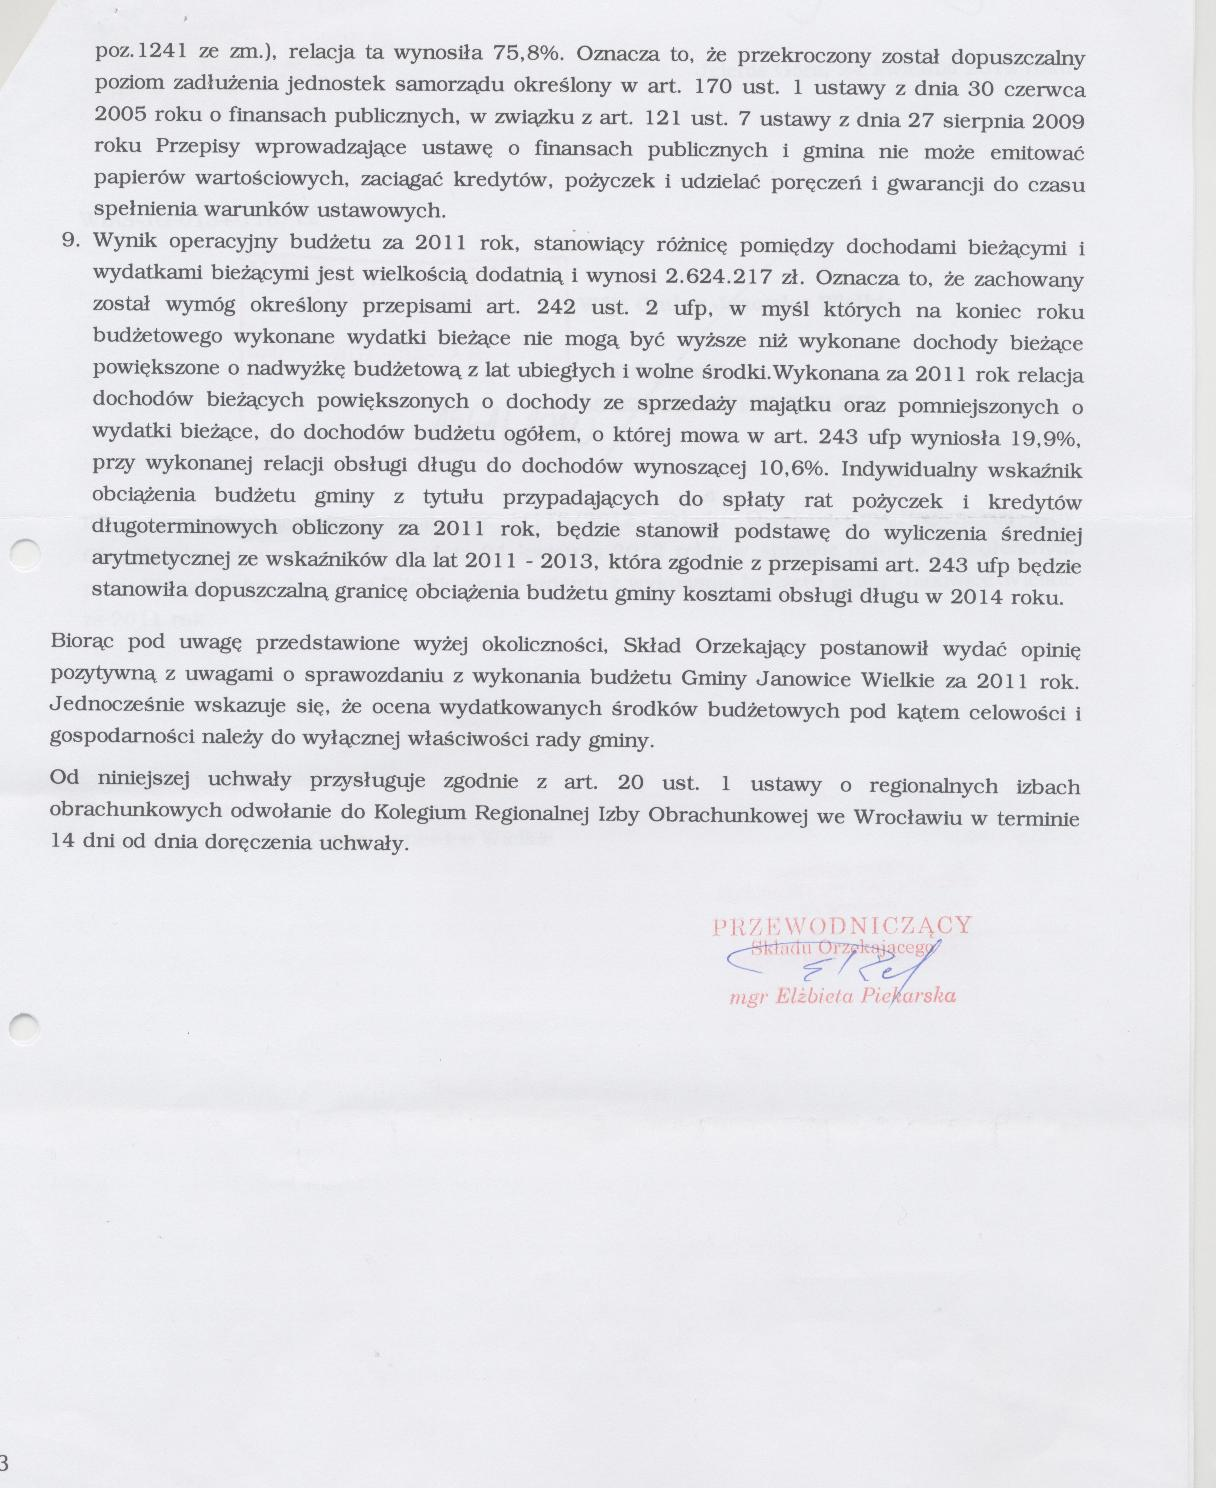 poz.1241 ze zm.), relacja ta wynosiła 75,8%. Oznacza to, że przekroczony został dopuszczalny
poziom zadłużenia jednostek samorządu określony w art. 170 ust. 1 ustawy z dnia 30 czerwca
2005 roku o finansach publicznych, w związku z art. 121 ust. 7 ustawy z dnia 27 sierpnia 2009
roku Przepisy wprowadzające ustawę o finansach publicznych i gmina nie może emitować
papierów wartościowych, zaciągać kredytów, pożyczek i udzielać poręczeń i gwarancji do czasu
spełnienia warunków ustawowych.
9. Wynik operacyjny budżetu za 2011 rok, stanowiący różnicę pomiędzy dochodami bieżącymi i
wydatkami bieżącymi jest wielkością dodatnią i wynosi 2.624.217 zł. Oznacza to, że zachowany
został wymóg określony przepisami art. 242 ust. 2 ufp, w myśl których na koniec roku
budżetowego wykonane wydatki bieżące nie mogą być wyższe niż wykonane dochody bieżące
powiększone o nadwyżkę budżetową z lat ubiegłych i wolne środki.Wykonana za 2011 rok relacja
dochodów bieżących powiększonych o dochody ze sprzedaży majątku oraz pomniejszonych o
wydatki bieżące, do dochodów budżetu ogółem, o której mowa w art. 243 ufp wyniosła 19,9%,
przy wykonanej relacji obsługi długu do dochodów wynoszącej 10,6%. Indywidualny wskaźnik
obciążenia budżetu gminy z tytułu przypadających do spłaty rat pożyczek i kredytów
długoterminowych obliczony za 2011 rok, będzie stanowił podstawę do wyliczenia średniej
arytmetycznej ze wskaźników dla lat 2011 - 2013, która zgodnie z przepisami art. 243 ufp będzie
stanowiła dopuszczalną granicę obciążenia budżetu gminy kosztami obsługi długu w 2014 roku.
Biorąc pod uwagę przedstawione wyżej okoliczności, Skład Orzekający postanowił wydać opinię
pozytywną z uwagami o sprawozdaniu z wykonania budżetu Gminy Janowice Wielkie za 2011 rok.
Jednocześnie wskazuje się, że ocena wydatkowanych środków budżetowych pod kątem celowości i
gospodarności należy do wyłącznej właściwości rady gminy.
Od niniejszej uchwały przysługuje zgodnie z art. 20 ust. 1 ustawy o regionalnych izbach
obrachunkowych odwołanie do Kolegium Regionalnej Izby Obrachunkowej we Wrocławiu w terminie
14 dni od dnia doręczenia uchwały.
PRZEWODNICZĄCY
Składu Orzekającego
mgr Elżbieta Piekarska
3